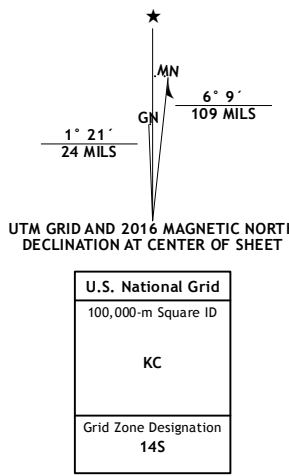 ★
MN
GN
6° 9´
109 MILS
1° 21´
24 MILS
UTM GRID AND 2016 MAGNETIC NORTH
DECLINATION AT CENTER OF SHEET
U.S. National Grid
100,000-m Square ID
KC
Grid Zone Designation
14S